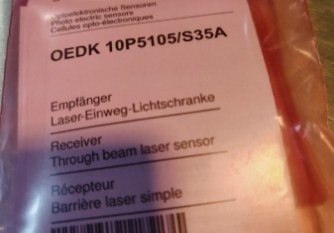 Optoelektronische Sensoren
Photo electric sensors
Cellules opto-électroniques
OEDK 10P5105/S35A
Empfänger
Laser-Einweg-Lichtschranke
Receiver
Through beam laser sensor
Récepteur
Barrière laser simple